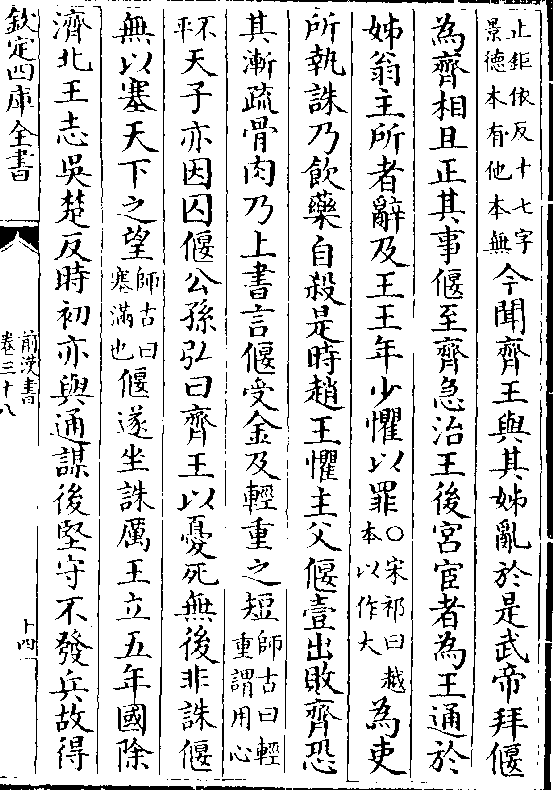 止鉅依反十七字
景德本有他本無
今聞齊王與其姊亂於是武帝拜偃
為齊相且正其事偃至齊急治王後宮宦者為王通於
姊翁主所者辭及王王年少懼以罪
○宋祁曰越
本以作大
為吏
所執誅乃飲藥自殺是時趙王懼主父偃壹出敗齊恐
其漸疏骨肉乃上書言偃受金及輕重之短
師古曰輕
重謂用心
不
平
天子亦因囚偃公孫弘曰齊王以憂死無後非誅偃
無以塞天下之望
師古曰
塞滿也
偃遂坐誅厲王立五年國除
濟北王志吳楚反時初亦與通謀後堅守不發兵故得
欽定四庫全書
前漢書
卷三十八
十四